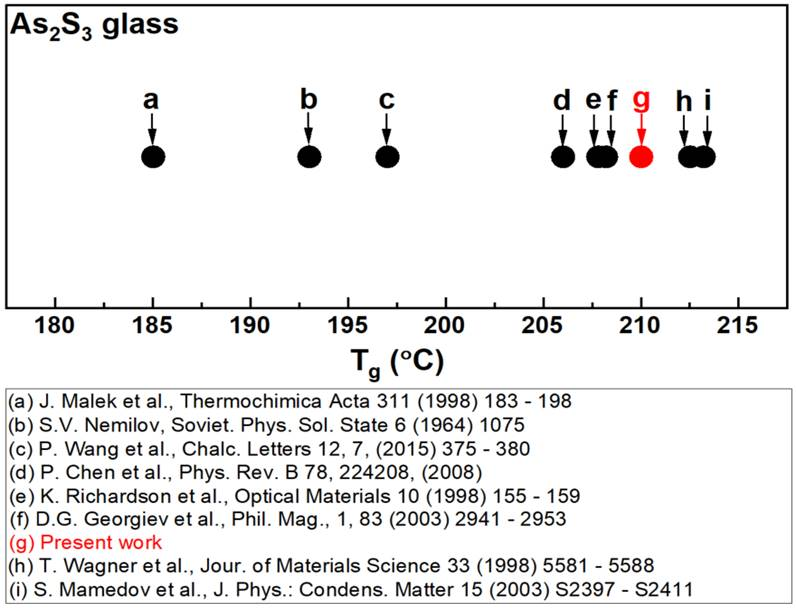 As₂S₃ glass
a b c d e f g h i
180 185 190 195 200 205 210 215
T₉ (°C)
(a) J. Malek et al., Thermochimica Acta 311 (1998) 183 - 198
(b) S.V. Nemilov, Soviet. Phys. Sol. State 6 (1964) 1075
(c) P. Wang et al., Chalc. Letters 12, 7, (2015) 375 - 380
(d) P. Chen et al., Phys. Rev. B 78, 224208, (2008)
(e) K. Richardson et al., Optical Materials 10 (1998) 155 - 159
(f) D.G. Georgiev et al., Phil. Mag., 1, 83 (2003) 2941 - 2953
(g) Present work
(h) T. Wagner et al., Jour. of Materials Science 33 (1998) 5581 - 5588
(i) S. Mamedov et al., J. Phys.: Condens. Matter 15 (2003) S2397 - S2411